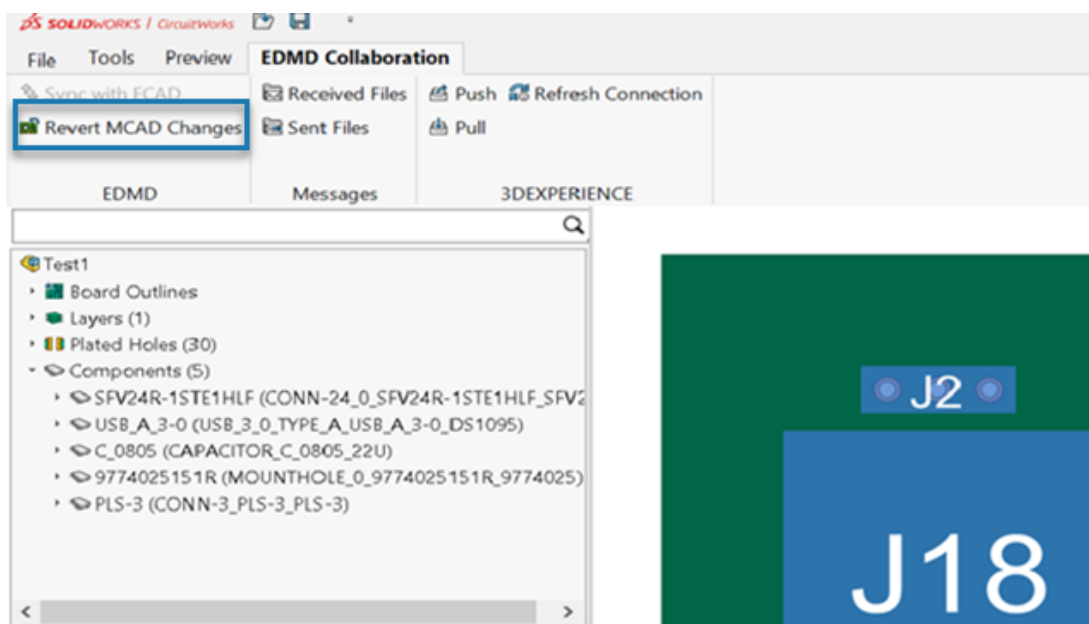 SOLIDWORKS / CircuitWorks
File Tools Preview EDMD Collaboration
Sync with ECAD
Revert MCAD Changes
EDMD
Received Files
Sent Files
Messages
Push Refresh Connection
Pull
3DEXPERIENCE
Test1
Board Outlines
Layers (1)
Plated Holes (30)
Components (5)
SFV24R-1STE1HLF (CONN-24_0_SFV24R-1STE1HLF_SFV2
USB_A_3-0 (USB_3_0_TYPE_A_USB_A_3-0_DS1095)
C_0805 (CAPACITOR_C_0805_22U)
9774025151R (MOUNTHOLE_0_9774025151R_9774025)
PLS-3 (CONN-3_PLS-3_PLS-3)
J2
J18